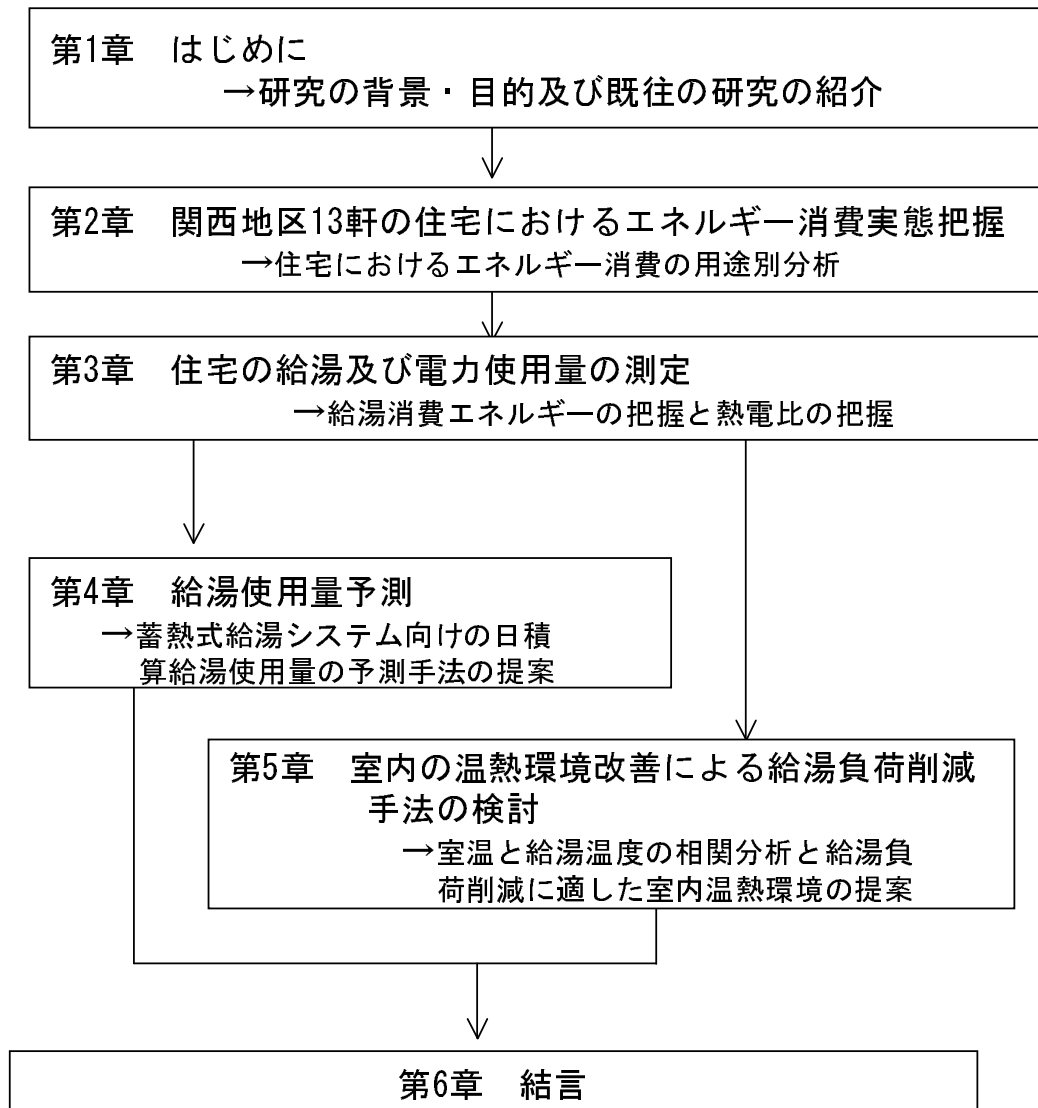 第1章　はじめに
→研究の背景・目的及び既往の研究の紹介
第2章　関西地区13軒の住宅におけるエネルギー消費実態把握
→住宅におけるエネルギー消費の用途別分析
第3章　住宅の給湯及び電力使用量の測定
→給湯消費エネルギーの把握と熱電比の把握
第4章　給湯使用量予測
→蓄熱式給湯システム向けの日積
算給湯使用量の予測手法の提案
第5章　室内の温熱環境改善による給湯負荷削減
手法の検討
→室温と給湯温度の相関分析と給湯負
荷削減に適した室内温熱環境の提案
第6章　結言